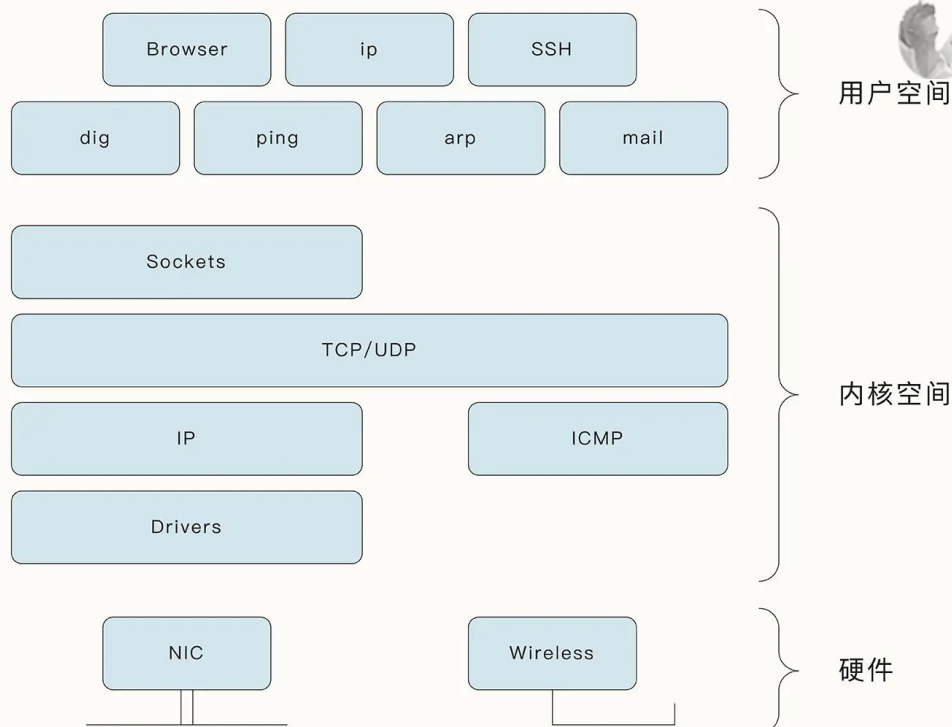 Browser
ip
SSH
用户空间
dig
ping
arp
mail
Sockets
TCP/UDP
内核空间
IP
ICMP
Drivers
NIC
Wireless
硬件